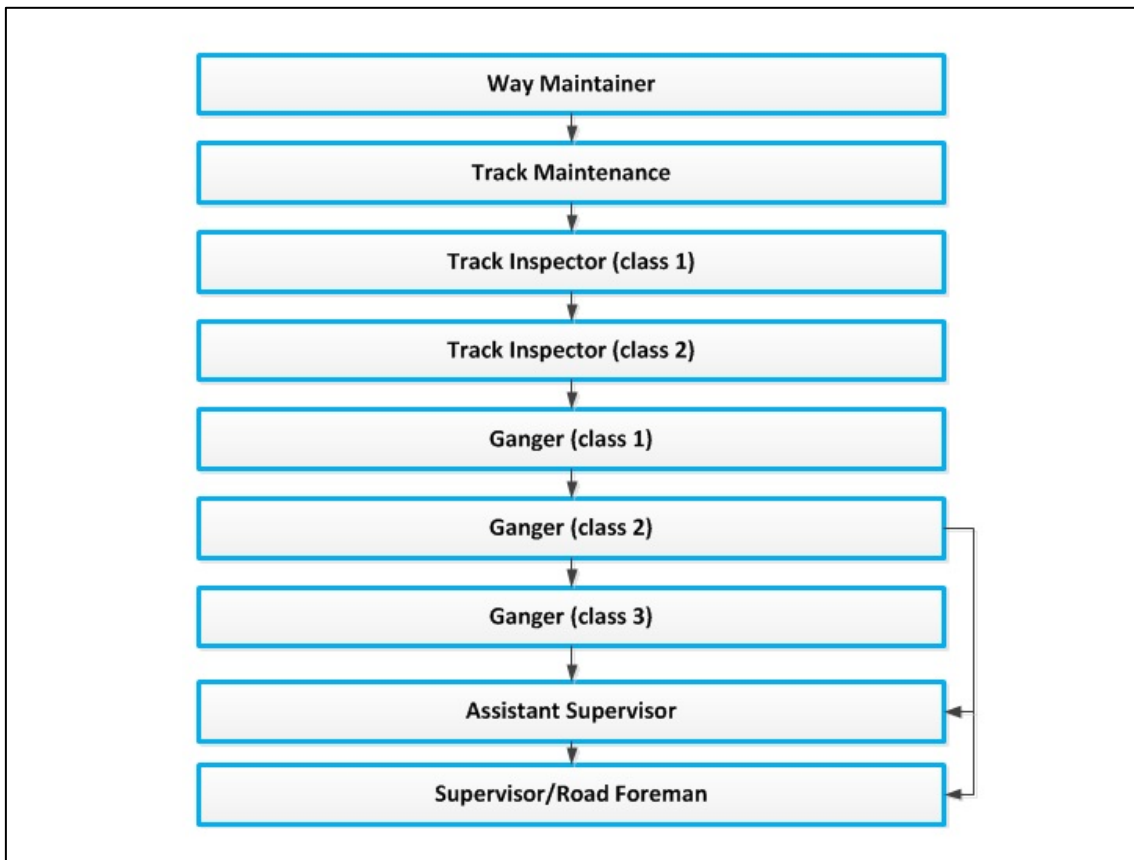 Way Maintainer
Track Maintenance
Track Inspector (class 1)
Track Inspector (class 2)
Ganger (class 1)
Ganger (class 2)
Ganger (class 3)
Assistant Supervisor
Supervisor/Road Foreman